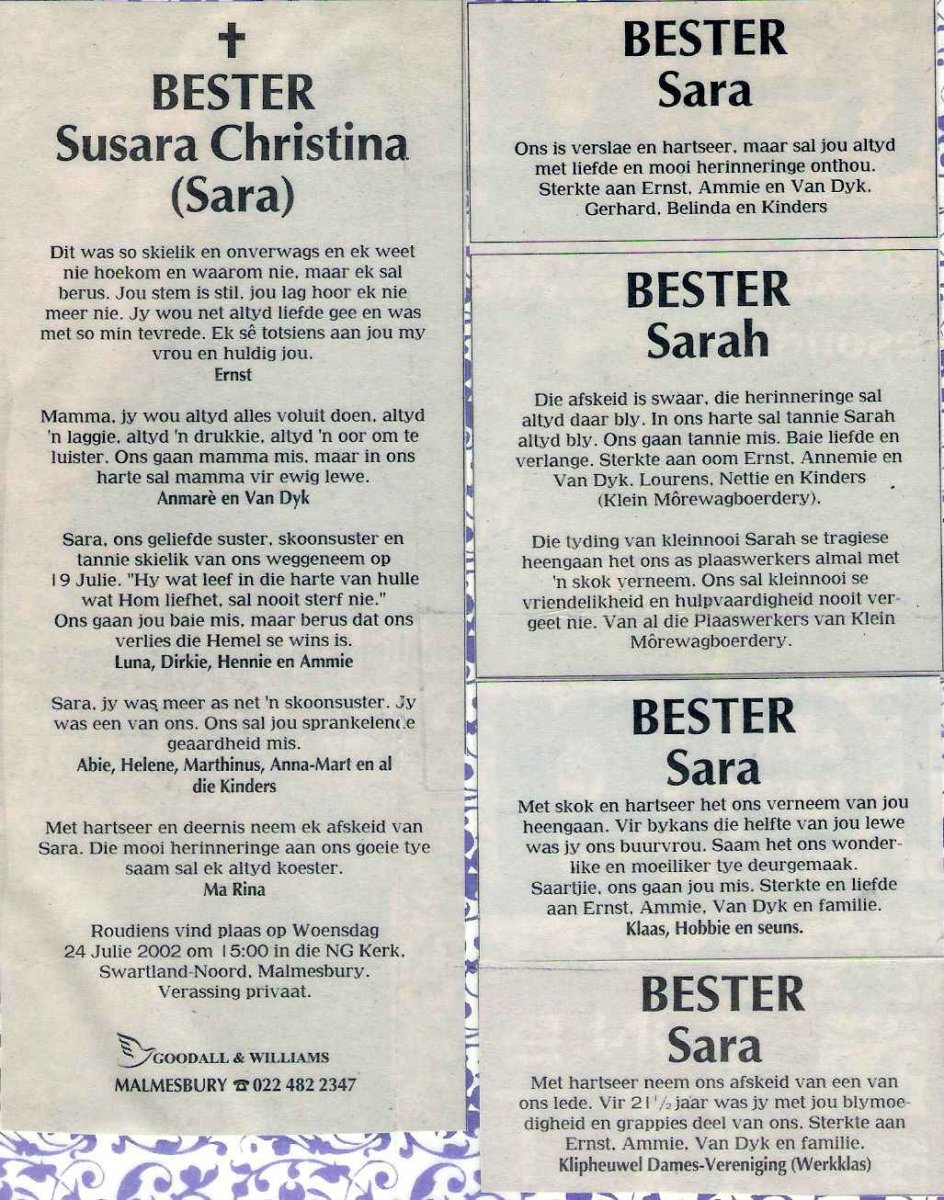 BESTER
Susara Christina
(Sara)
Dit was so skielik en onverwags en ek weet
nie hoekom en waarom nie, maar ek sal
berus. Jou stem is stil, jou lag hoor ek nie
meer nie. Jy wou net altyd liefde gee en was
met so min tevrede. Ek sê totsiens aan jou my
vrou en huldig jou.
Ernst
Mamma, jy wou altyd alles voluit doen, altyd
'n laggie, altyd 'n drukkie, altyd 'n oor om te
luister. Ons gaan mamma mis, maar in ons
harte sal mamma vir ewig lewe.
Anmarè en Van Dyk
Sara, ons geliefde suster, skoonsuster en
tannie skielik van ons weggeneem op
19 Julie. "Hy wat leef in die harte van hulle
wat Hom liefhet, sal nooit sterf nie."
Ons gaan jou baie mis, maar berus dat ons
verlies die Hemel se wins is.
Luna, Dirkie, Hennie en Ammie
Sara, jy was meer as net 'n skoonsuster. Jy
was een van ons. Ons sal jou sprankelende
geaardheid mis.
Abie, Helene, Marthinus, Anna-Mart en al
die Kinders
Met hartseer en deernis neem ek afskeid van
Sara. Die mooi herinneringe aan ons goeie tye
saam sal ek altyd koester.
Ma Rina
Roudiens vind plaas op Woensdag
24 Julie 2002 om 15:00 in die NG Kerk,
Swartland-Noord, Malmesbury.
Verassing privaat.
GOODALL & WILLIAMS
MALMESBURY ☎ 022 482 2347
BESTER
Sara
Ons is verslae en hartseer, maar sal jou altyd
met liefde en mooi herinneringe onthou.
Sterkte aan Ernst, Ammie en Van Dyk.
Gerhard, Belinda en Kinders
BESTER
Sarah
Die afskeid is swaar, die herinneringe sal
altyd daar bly. In ons harte sal tannie Sarah
altyd bly. Ons gaan tannie mis. Baie liefde en
verlange. Sterkte aan oom Ernst, Annemie en
Van Dyk. Lourens, Nettie en Kinders
(Klein Môrewagboerdery).
Die tyding van kleinnooi Sarah se tragiese
heengaan het ons as plaaswerkers almal met
'n skok verneem. Ons sal kleinnooi se
vriendelikheid en hulpvaardigheid nooit ver-
geet nie. Van al die Plaaswerkers van Klein
Môrewagboerdery.
BESTER
Sara
Met skok en hartseer het ons verneem van jou
heengaan. Vir bykans die helfte van jou lewe
was jy ons buurvrou. Saam het ons wonder-
like en moeiliker tye deurgemaak.
Saartjie, ons gaan jou mis. Sterkte en liefde
aan Ernst, Ammie, Van Dyk en familie.
Klaas, Hobbie en seuns.
BESTER
Sara
Met hartseer neem ons afskeid van een van
ons lede. Vir 21 1/2 jaar was jy met jou blymoe-
digheid en grappies deel van ons. Sterkte aan
Ernst, Ammie, Van Dyk en familie.
Klipheuwel Dames-Vereniging (Werkklas)